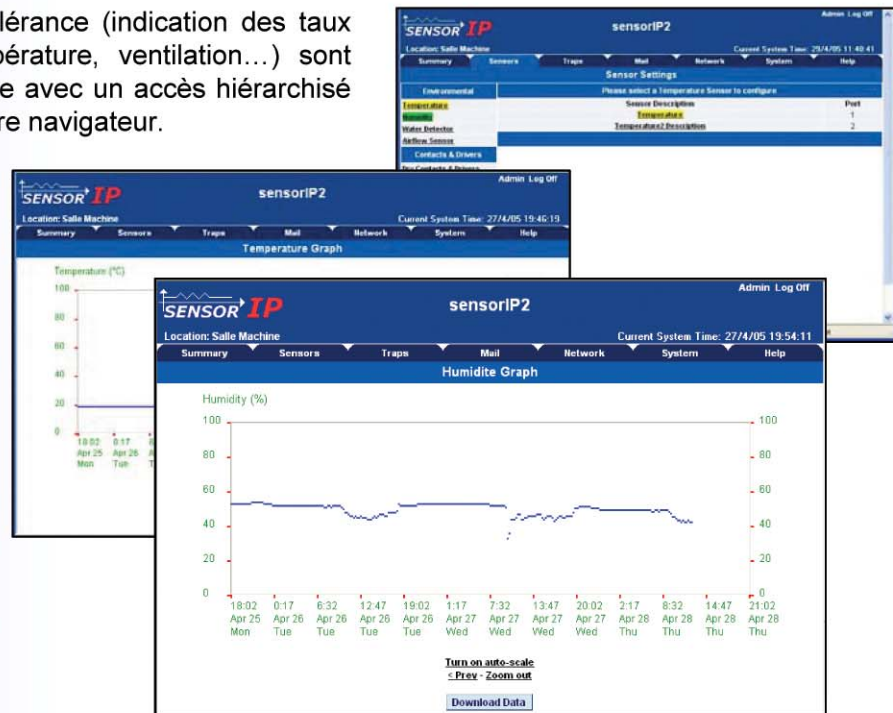 lérance (indication des taux
pérature, ventilation…) sont
e avec un accès hiérarchisé
re navigateur.
Admin Log Off
SENSOR IP
sensorIP2
Location: Salle Machine
Current System Time: 29/4/05 11:40:41
Summary Sensors Traps Mail Network System Help
Sensor Settings
Environmental
Please select a Temperature Sensor to configure
Temperature
Sensor Description Port
Humidity
Temperature 1
Water Detector
Temperature2 Description 2
Airflow Sensor
Contacts & Drivers
Dry Contacts & Drivers
Admin Log Off
SENSOR IP
sensorIP2
Location: Salle Machine
Current System Time: 27/4/05 19:46:19
Summary Sensors Traps Mail Network System Help
Temperature Graph
Temperature (°C)
100
80
60
40
20
0
18:02 0:17
Apr 25 Apr 26
Mon Tue
Admin Log Off
SENSOR IP
sensorIP2
Location: Salle Machine
Current System Time: 27/4/05 19:54:11
Summary Sensors Traps Mail Network System Help
Humidite Graph
Humidity (%)
100 100
80 80
60 60
40 40
20 20
0 0
18:02 0:17 6:32 12:47 19:02 1:17 7:32 13:47 20:02 2:17 8:32 14:47 21:02
Apr 25 Apr 26 Apr 26 Apr 26 Apr 26 Apr 27 Apr 27 Apr 27 Apr 27 Apr 28 Apr 28 Apr 28 Apr 28
Mon Tue Tue Tue Tue Wed Wed Wed Wed Thu Thu Thu Thu
Turn on auto-scale
< Prev - Zoom out
Download Data